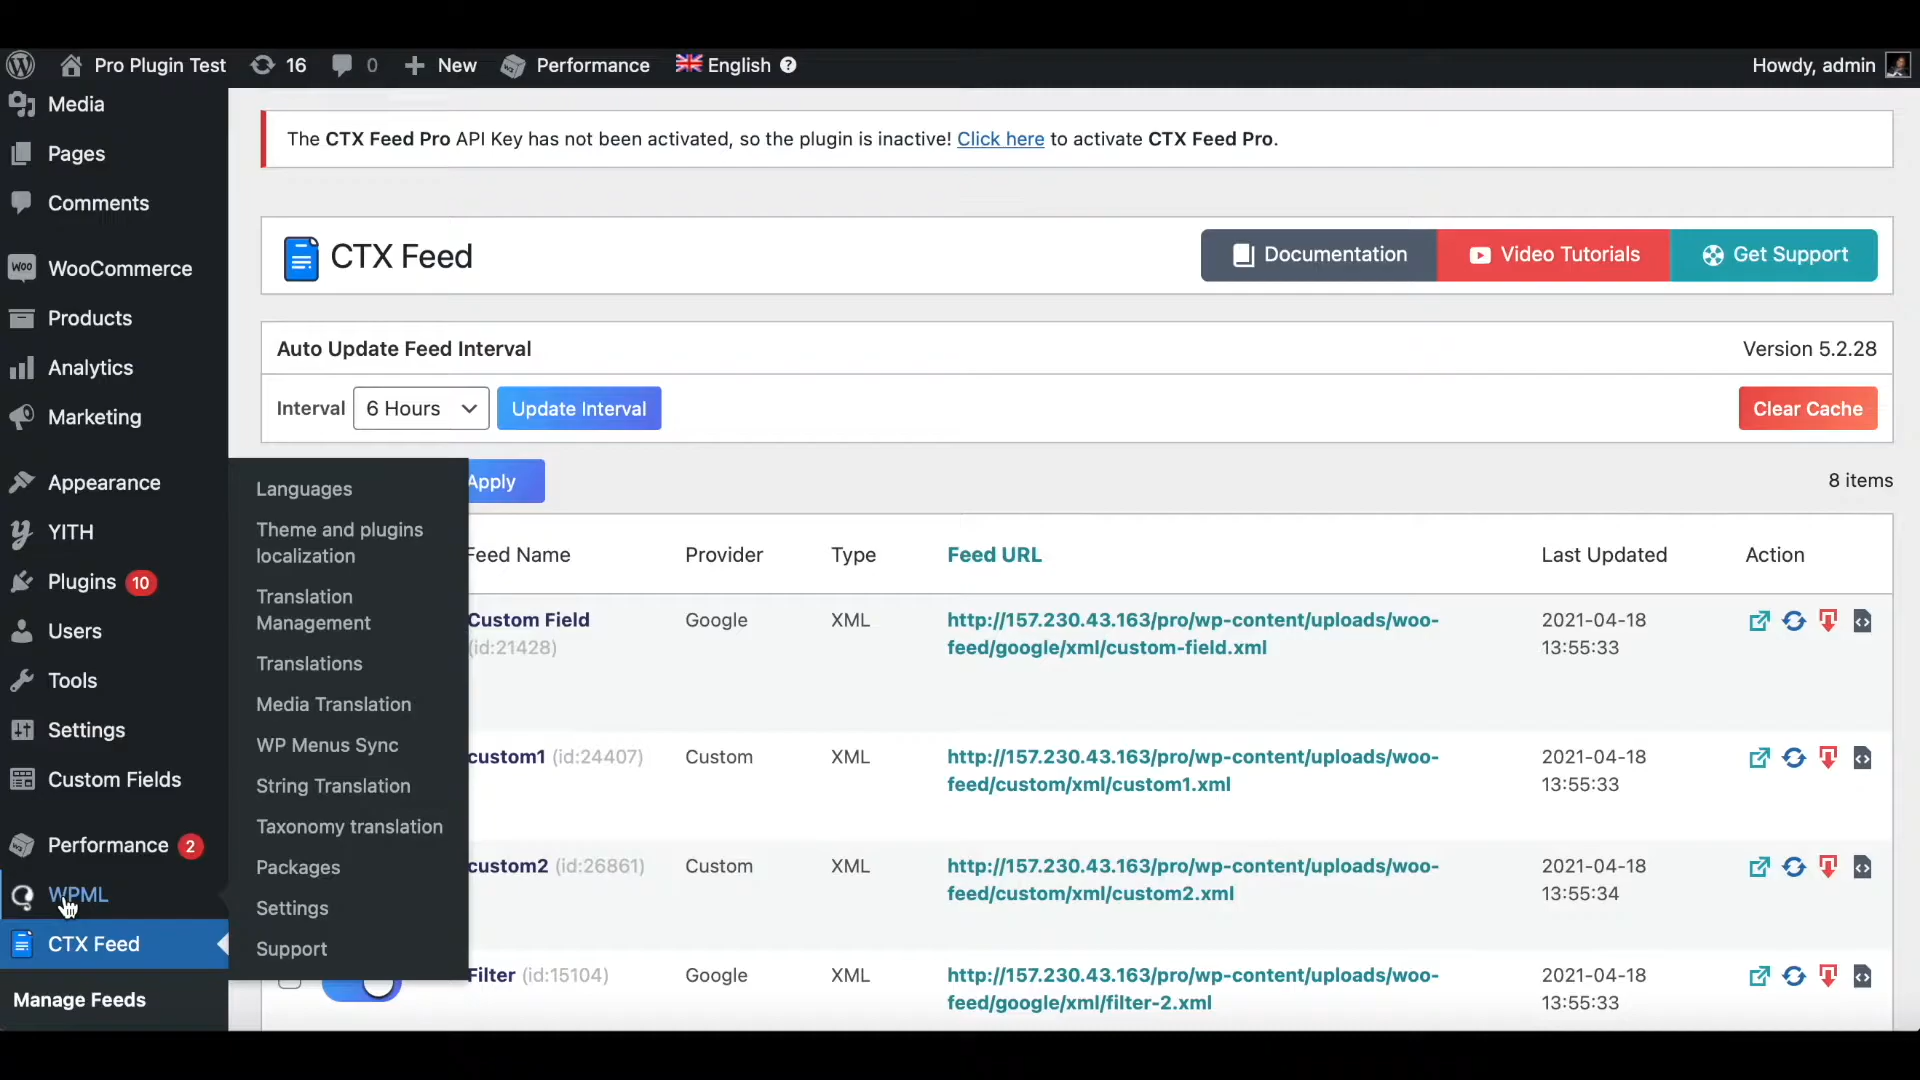 Pro Plugin Test 16 0 New Performance English ? Howdy, admin
Media
Pages
Comments
WOO WooCommerce
Products
Analytics
Marketing
Appearance
YITH
Plugins 10
Users
Tools
Settings
Custom Fields
Performance 2
WPML
CTX Feed
Manage Feeds
Languages
Theme and plugins
localization
Translation
Management
Translations
Media Translation
WP Menus Sync
String Translation
Taxonomy translation
Packages
Settings
Support
The CTX Feed Pro API Key has not been activated, so the plugin is inactive! Click here to activate CTX Feed Pro.
CTX Feed Documentation Video Tutorials Get Support
Auto Update Feed Interval Version 5.2.28
Interval 6 Hours Update Interval Clear Cache
Apply 8 items
Feed Name Provider Type Feed URL Last Updated Action
Custom Field Google XML http://157.230.43.163/pro/wp-content/uploads/woo- 2021-04-18
(id:21428) feed/google/xml/custom-field.xml 13:55:33
custom1 (id:24407) Custom XML http://157.230.43.163/pro/wp-content/uploads/woo- 2021-04-18
feed/custom/xml/custom1.xml 13:55:33
custom2 (id:26861) Custom XML http://157.230.43.163/pro/wp-content/uploads/woo- 2021-04-18
feed/custom/xml/custom2.xml 13:55:34
Filter (id:15104) Google XML http://157.230.43.163/pro/wp-content/uploads/woo- 2021-04-18
feed/google/xml/filter-2.xml 13:55:33